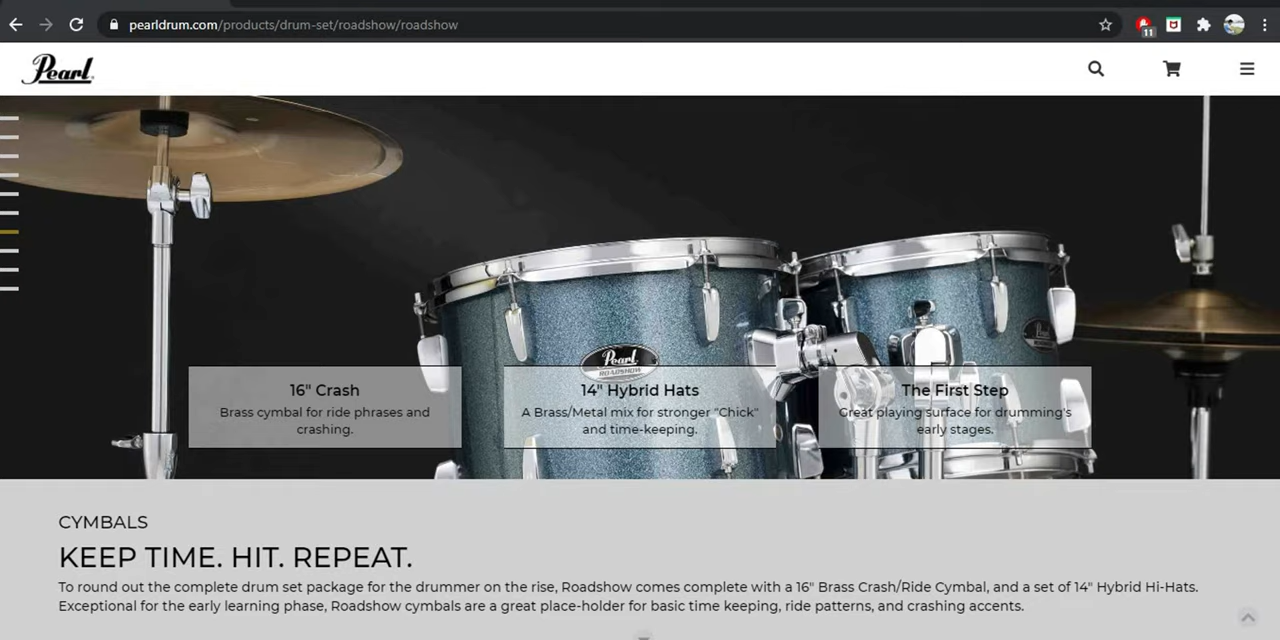 pearldrum.com/products/drum-set/roadshow/roadshow
11
Pearl
Pearl
ROADSHOW
16" Crash
Brass cymbal for ride phrases and
crashing.
14" Hybrid Hats
A Brass/Metal mix for stronger "Chick"
and time-keeping.
The First Step
Great playing surface for drumming's
early stages.
CYMBALS
KEEP TIME. HIT. REPEAT.
To round out the complete drum set package for the drummer on the rise, Roadshow comes complete with a 16" Brass Crash/Ride Cymbal, and a set of 14" Hybrid Hi-Hats.
Exceptional for the early learning phase, Roadshow cymbals are a great place-holder for basic time keeping, ride patterns, and crashing accents.